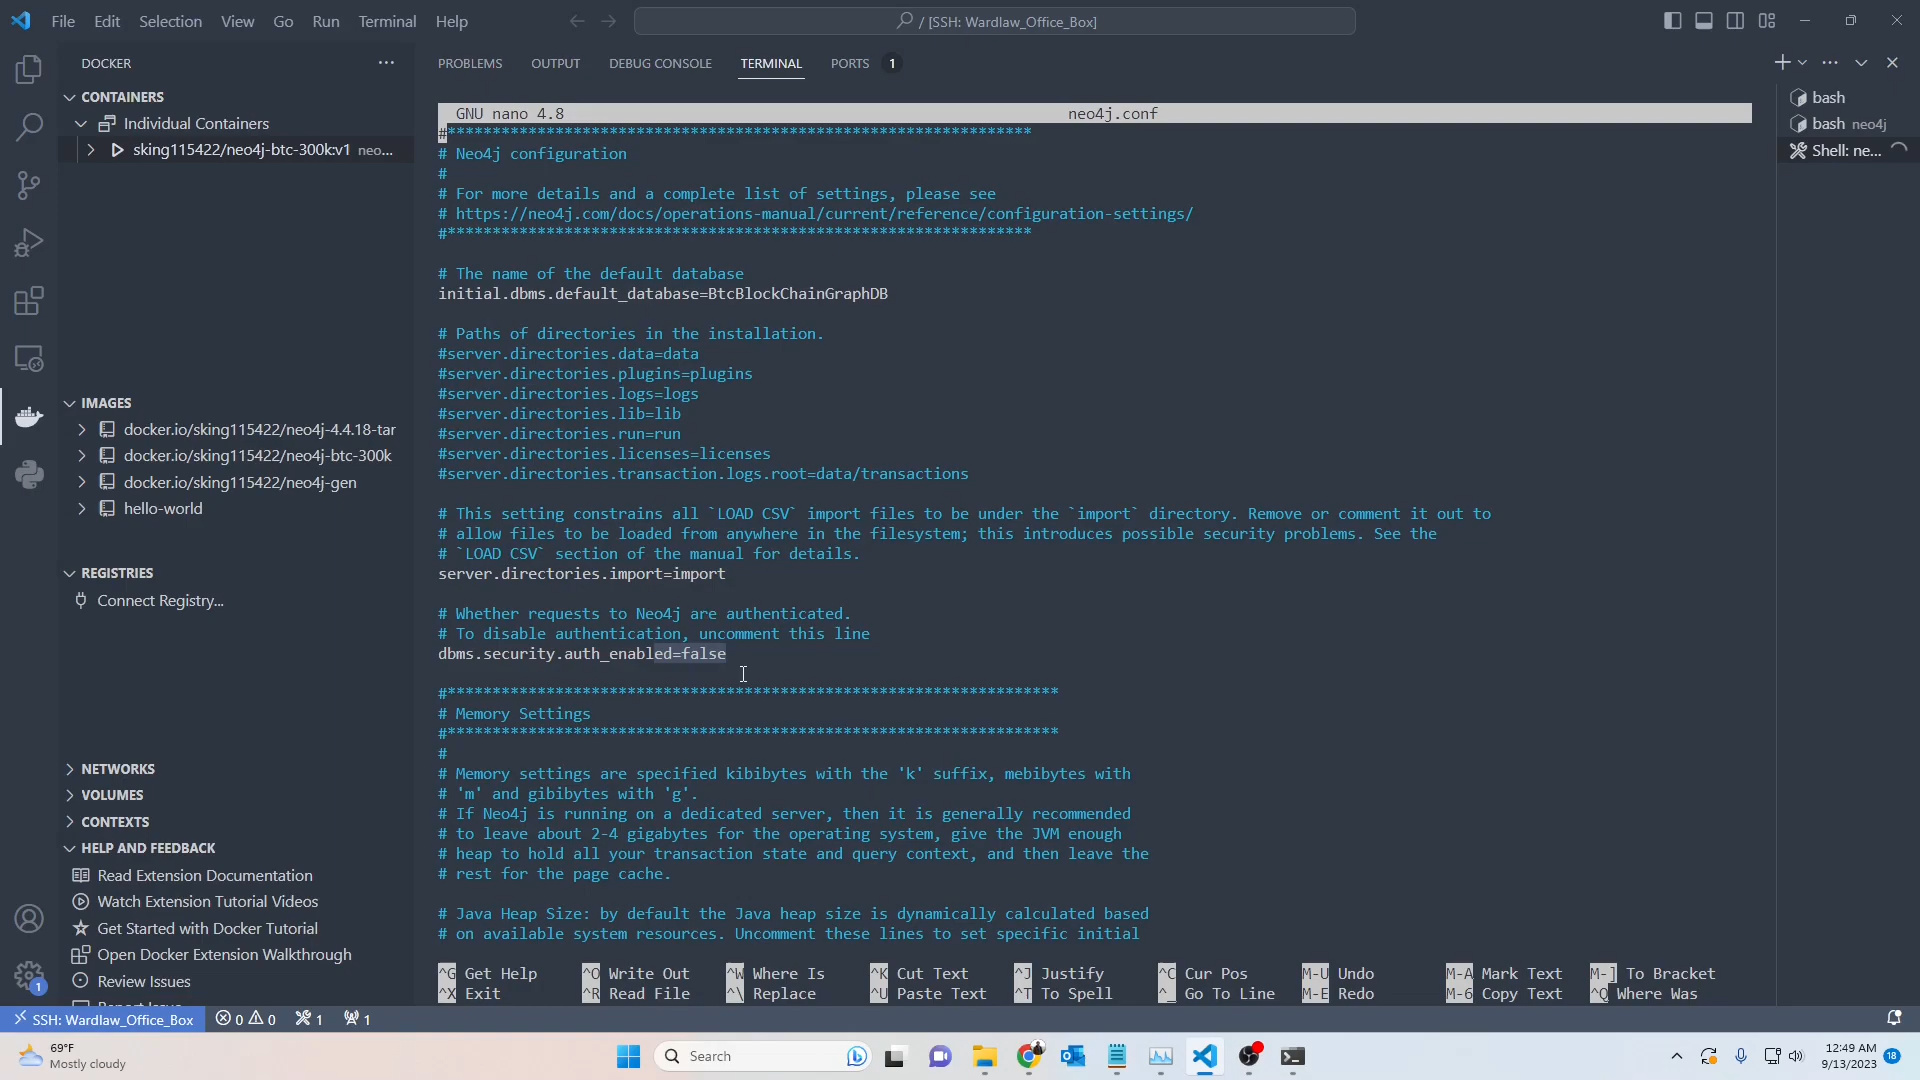 File Edit Selection View Go Run Terminal Help
/ [SSH: Wardlaw_Office_Box]
DOCKER
CONTAINERS
Individual Containers
sking115422/neo4j-btc-300k:v1 neo...
IMAGES
docker.io/sking115422/neo4j-4.4.18-tar
docker.io/sking115422/neo4j-btc-300k
docker.io/sking115422/neo4j-gen
hello-world
REGISTRIES
Connect Registry...
NETWORKS
VOLUMES
CONTEXTS
HELP AND FEEDBACK
Read Extension Documentation
Watch Extension Tutorial Videos
Get Started with Docker Tutorial
Open Docker Extension Walkthrough
Review Issues
1
PROBLEMS OUTPUT DEBUG CONSOLE TERMINAL PORTS 1
GNU nano 4.8 neo4j.conf
#*****************************************************************
# Neo4j configuration
#
# For more details and a complete list of settings, please see
# https://neo4j.com/docs/operations-manual/current/reference/configuration-settings/
#*****************************************************************
# The name of the default database
initial.dbms.default_database=BtcBlockChainGraphDB
# Paths of directories in the installation.
#server.directories.data=data
#server.directories.plugins=plugins
#server.directories.logs=logs
#server.directories.lib=lib
#server.directories.run=run
#server.directories.licenses=licenses
#server.directories.transaction.logs.root=data/transactions
# This setting constrains all `LOAD CSV` import files to be under the `import` directory. Remove or comment it out to
# allow files to be loaded from anywhere in the filesystem; this introduces possible security problems. See the
# `LOAD CSV` section of the manual for details.
server.directories.import=import
# Whether requests to Neo4j are authenticated.
# To disable authentication, uncomment this line
dbms.security.auth_enabled=false
#********************************************************************
# Memory Settings
#********************************************************************
#
# Memory settings are specified kibibytes with the 'k' suffix, mebibytes with
# 'm' and gibibytes with 'g'.
# If Neo4j is running on a dedicated server, then it is generally recommended
# to leave about 2-4 gigabytes for the operating system, give the JVM enough
# heap to hold all your transaction state and query context, and then leave the
# rest for the page cache.
# Java Heap Size: by default the Java heap size is dynamically calculated based
# on available system resources. Uncomment these lines to set specific initial
^G Get Help ^O Write Out ^W Where Is ^K Cut Text ^J Justify ^C Cur Pos M-U Undo M-A Mark Text M-] To Bracket
^X Exit ^R Read File ^\ Replace ^U Paste Text ^T To Spell ^_ Go To Line M-E Redo M-6 Copy Text ^Q Where Was
bash
bash neo4j
Shell: ne...
SSH: Wardlaw_Office_Box 0 0 1 1
69°F
Mostly cloudy
Search
12:49 AM
9/13/2023
18